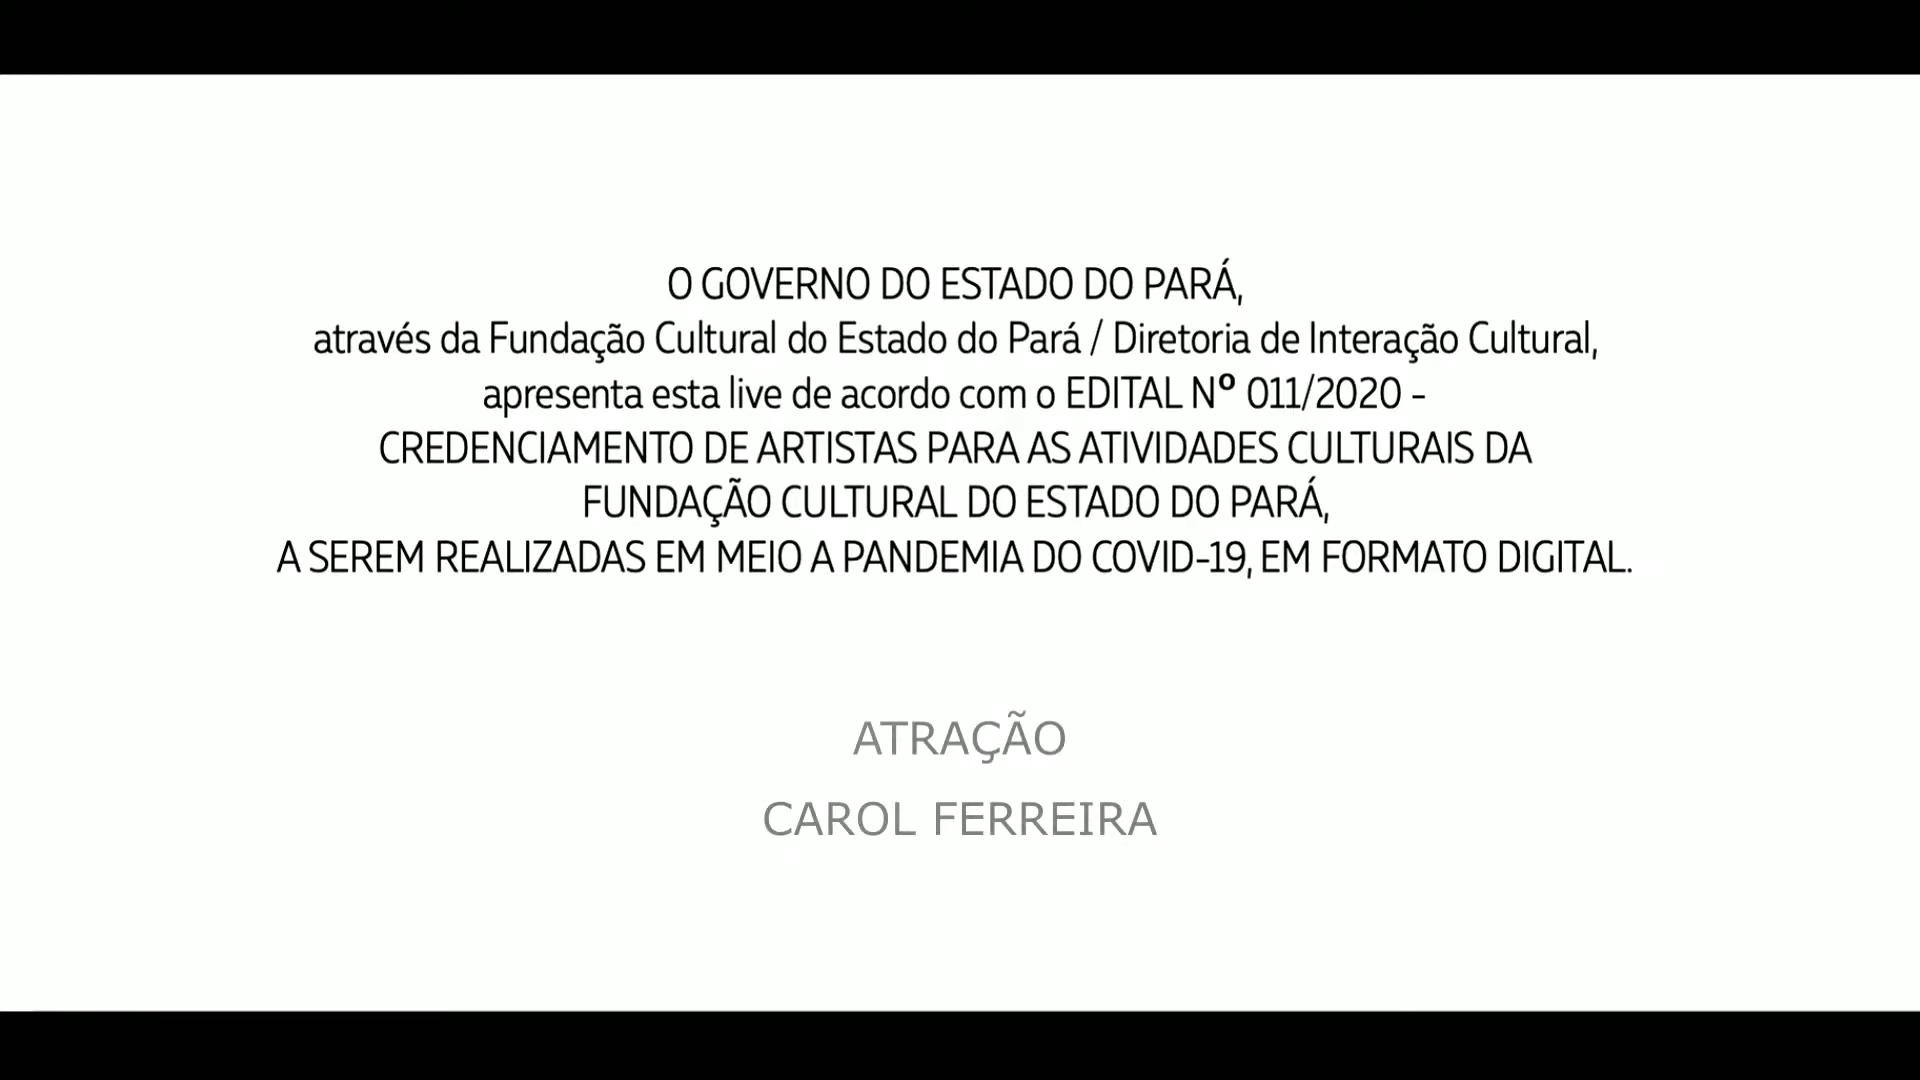 O GOVERNO DO ESTADO DO PARÁ,
através da Fundação Cultural do Estado do Pará / Diretoria de Interação Cultural,
apresenta esta live de acordo com o EDITAL Nº 011/2020 -
CREDENCIAMENTO DE ARTISTAS PARA AS ATIVIDADES CULTURAIS DA
FUNDAÇÃO CULTURAL DO ESTADO DO PARÁ,
A SEREM REALIZADAS EM MEIO A PANDEMIA DO COVID-19, EM FORMATO DIGITAL.
ATRAÇÃO
CAROL FERREIRA